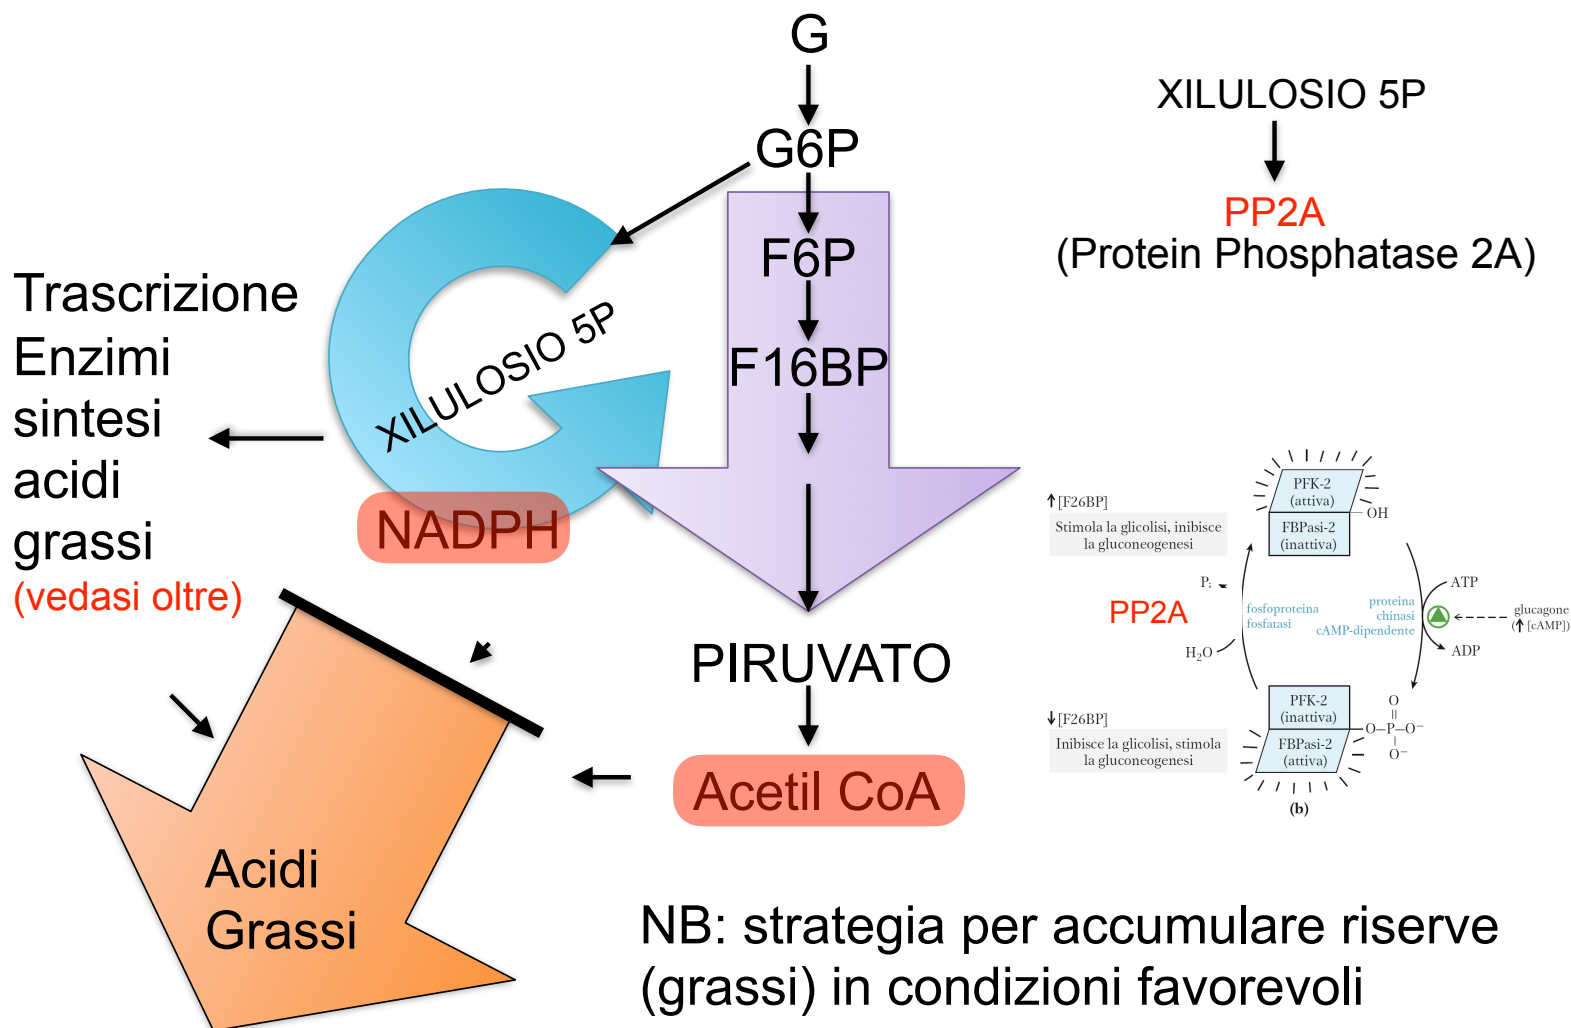 G
G6P
F6P
F16BP
XILULOSIO 5P
NADPH
Trascrizione
Enzimi
sintesi
acidi
grassi
(vedasi oltre)
PIRUVATO
Acetil CoA
Acidi
Grassi
XILULOSIO 5P
PP2A
(Protein Phosphatase 2A)
PFK-2
(attiva)
FBPasi-2
(inattiva)
OH
↑[F26BP]
Stimola la glicolisi, inibisce
la gluconeogenesi
Pi
PP2A
H2O
fosfoproteina
fosfatasi
proteina
chinasi
cAMP-dipendente
ATP
ADP
glucagone
(↑ [cAMP])
↓[F26BP]
Inibisce la glicolisi, stimola
la gluconeogenesi
PFK-2
(inattiva)
FBPasi-2
(attiva)
O
O–P–O−
O−
(b)
NB: strategia per accumulare riserve
(grassi) in condizioni favorevoli